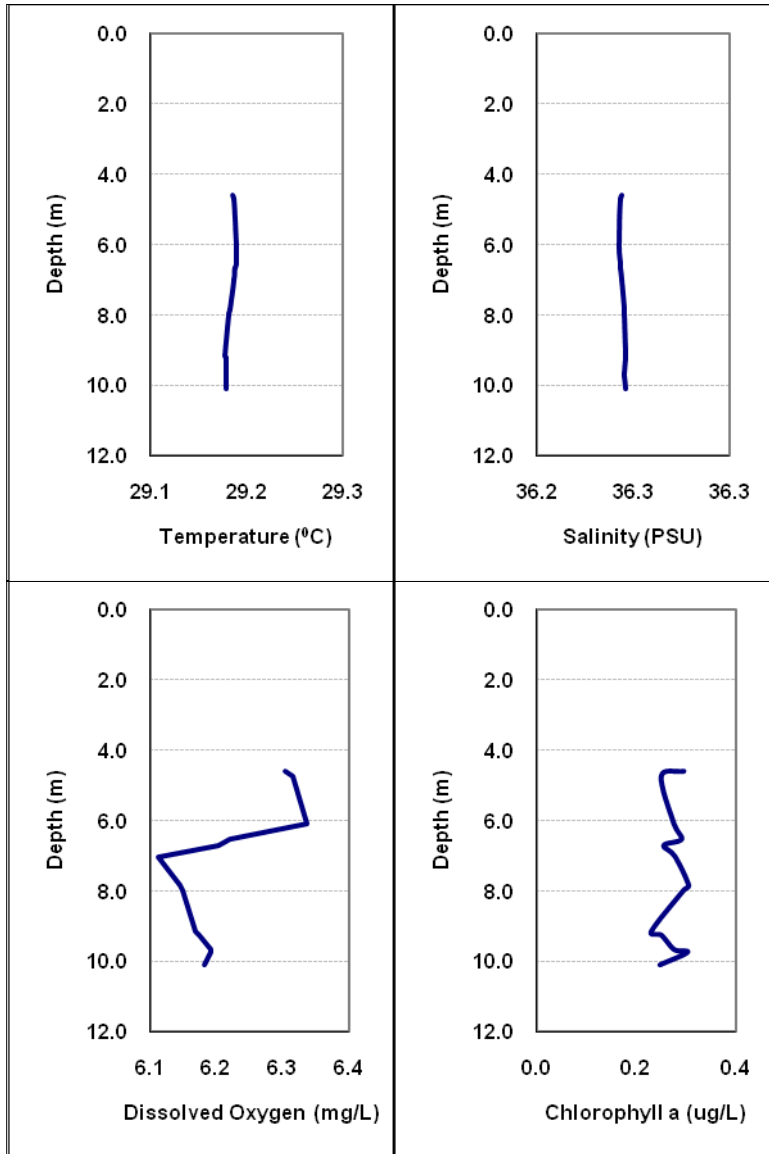 0.0
2.0
4.0
6.0
8.0
10.0
12.0
Depth (m)
29.1 29.2 29.3
Temperature (⁰C)
0.0
2.0
4.0
6.0
8.0
10.0
12.0
Depth (m)
36.2 36.3 36.3
Salinity (PSU)
0.0
2.0
4.0
6.0
8.0
10.0
12.0
Depth (m)
6.1 6.2 6.3 6.4
Dissolved Oxygen (mg/L)
0.0
2.0
4.0
6.0
8.0
10.0
12.0
Depth (m)
0.0 0.2 0.4
Chlorophyll a (ug/L)